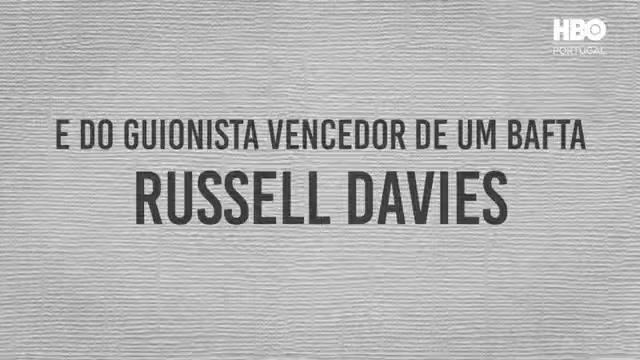 HBO
PORTUGAL
E DO GUIONISTA VENCEDOR DE UM BAFTA
RUSSELL DAVIES